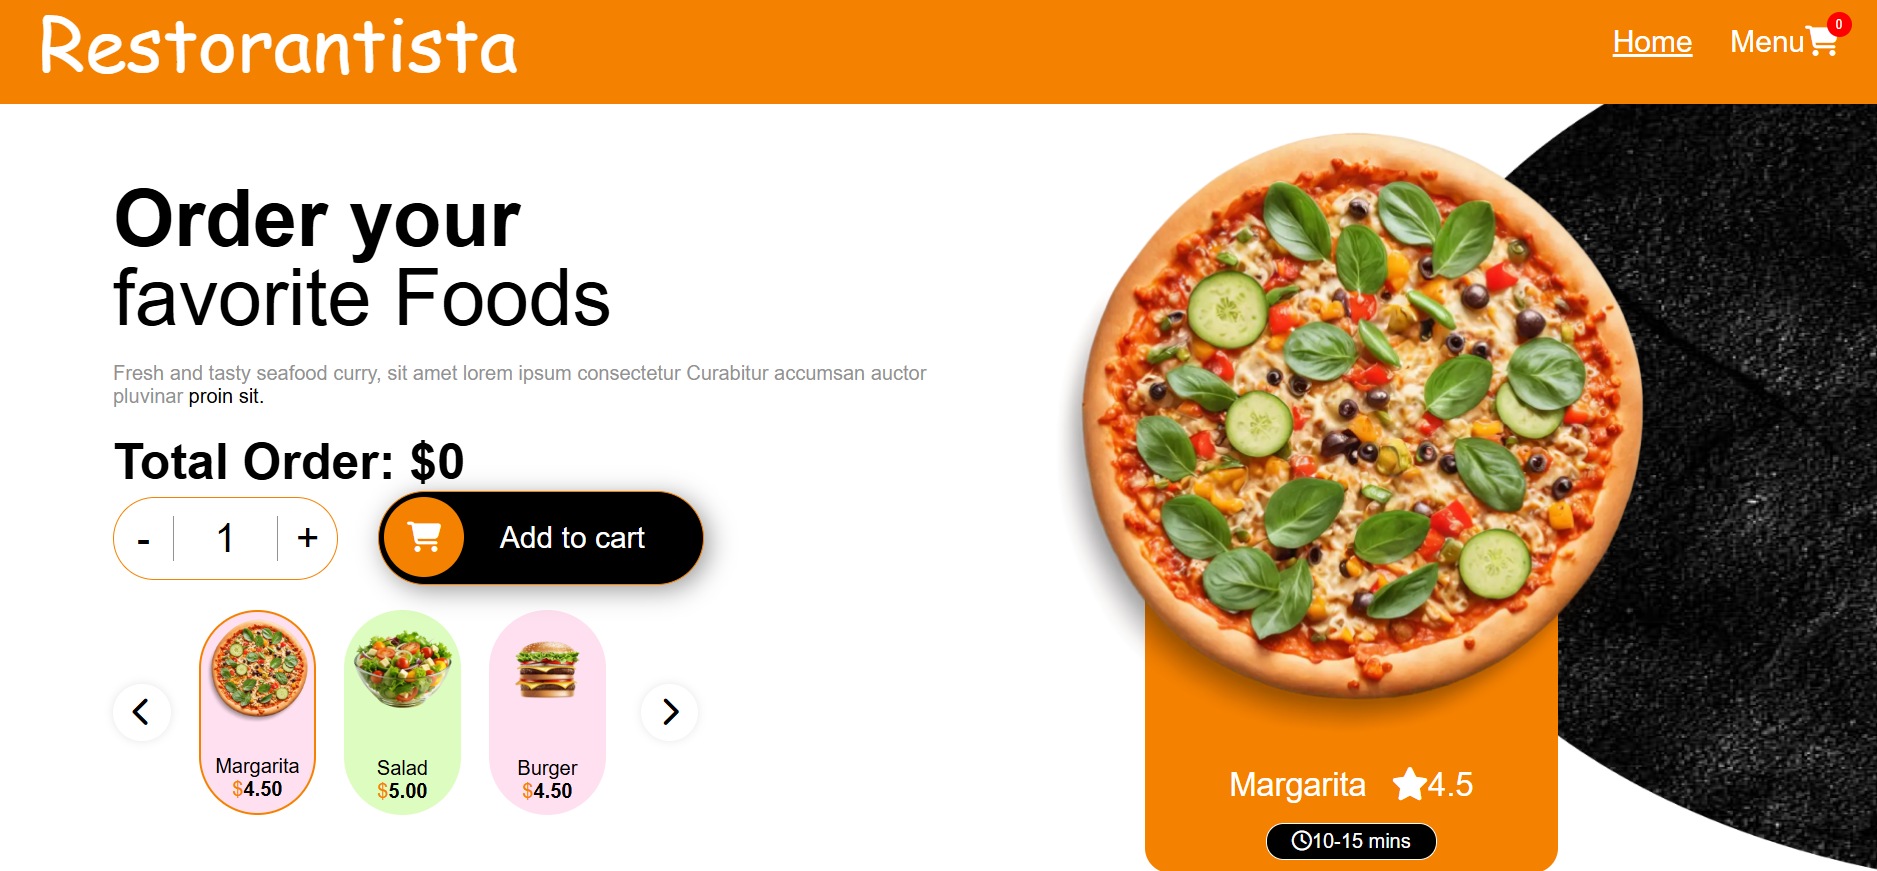 Restorantista
Home
Menu
0
Order your
favorite Foods
Fresh and tasty seafood curry, sit amet lorem ipsum consectetur Curabitur accumsan auctor
pluvinar proin sit.
Total Order: $0
- 1 +
Add to cart
Margarita
$4.50
Salad
$5.00
Burger
$4.50
Margarita 4.5
10-15 mins